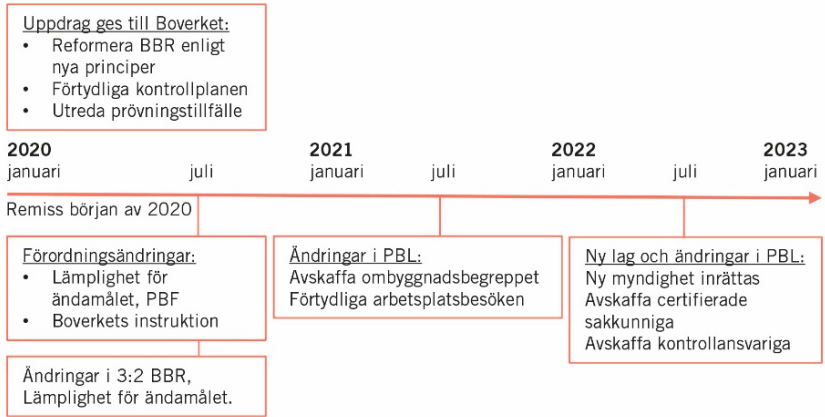 Uppdrag ges till Boverket:
• Reformera BBR enligt
nya principer
• Förtydliga kontrollplanen
• Utreda prövningstillfälle
2020 2021 2022 2023
januari juli januari juli januari juli januari
Remiss början av 2020
Förordningsändringar:
• Lämplighet för
ändamålet, PBF
• Boverkets instruktion
Ändringar i 3:2 BBR,
Lämplighet för ändamålet.
Ändringar i PBL:
Avskaffa ombyggnadsbegreppet
Förtydliga arbetsplatsbesöken
Ny lag och ändringar i PBL:
Ny myndighet inrättas
Avskaffa certifierade
sakkunniga
Avskaffa kontrollansvariga